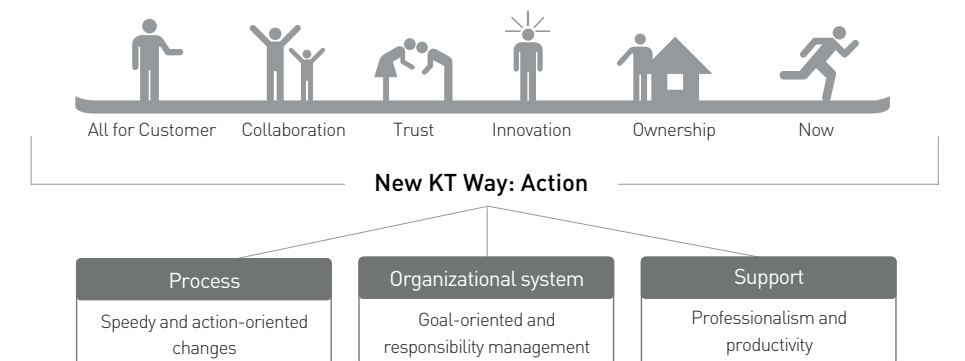 All for Customer Collaboration Trust Innovation Ownership Now
New KT Way: Action
Process
Speedy and action-oriented
changes
Organizational system
Goal-oriented and
responsibility management
Support
Professionalism and
productivity